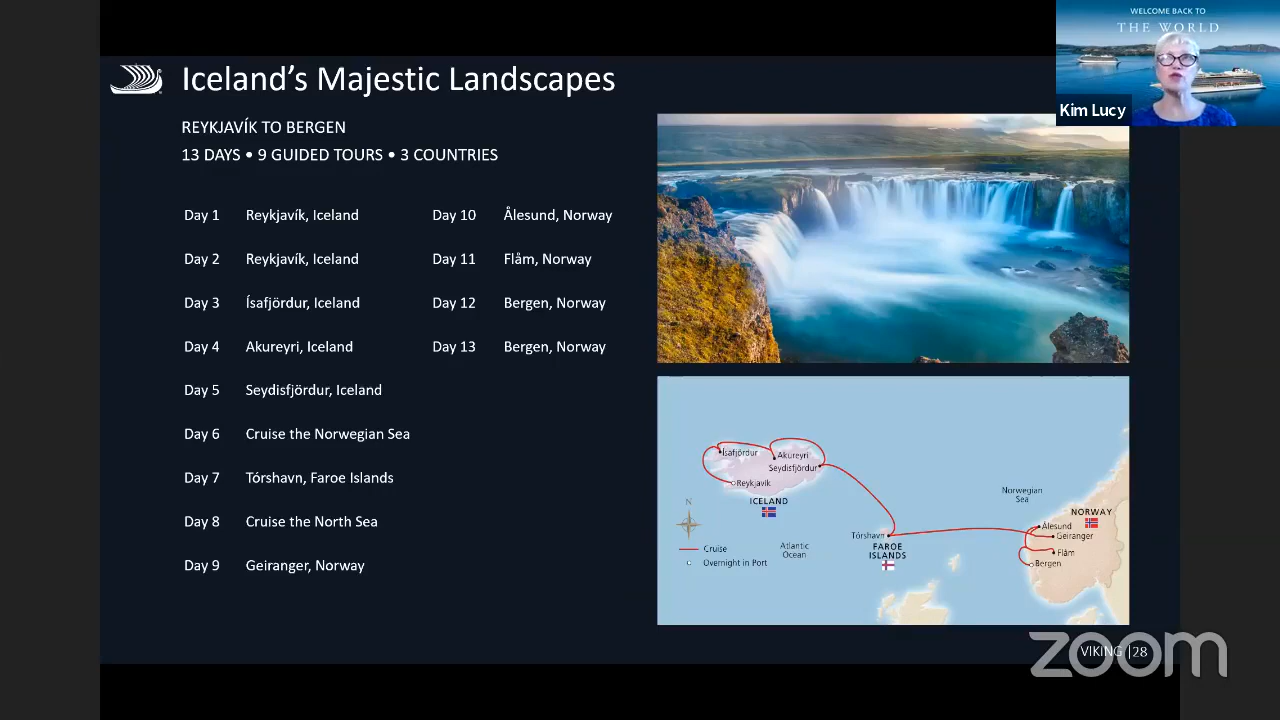 WELCOME BACK TO
THE WORLD
Kim Lucy
Iceland's Majestic Landscapes
REYKJAVÍK TO BERGEN
13 DAYS • 9 GUIDED TOURS • 3 COUNTRIES
Day 1 Reykjavík, Iceland
Day 2 Reykjavík, Iceland
Day 3 Ísafjördur, Iceland
Day 4 Akureyri, Iceland
Day 5 Seydisfjördur, Iceland
Day 6 Cruise the Norwegian Sea
Day 7 Tórshavn, Faroe Islands
Day 8 Cruise the North Sea
Day 9 Geiranger, Norway
Day 10 Ålesund, Norway
Day 11 Flåm, Norway
Day 12 Bergen, Norway
Day 13 Bergen, Norway
Ísafjördur
Akureyri
Seydisfjördur
Reykjavík
ICELAND
N
Cruise
Overnight in Port
Atlantic
Ocean
Tórshavn
FAROE
ISLANDS
Norwegian
Sea
NORWAY
Ålesund
Geiranger
Flåm
Bergen
VIKING |28
zoom